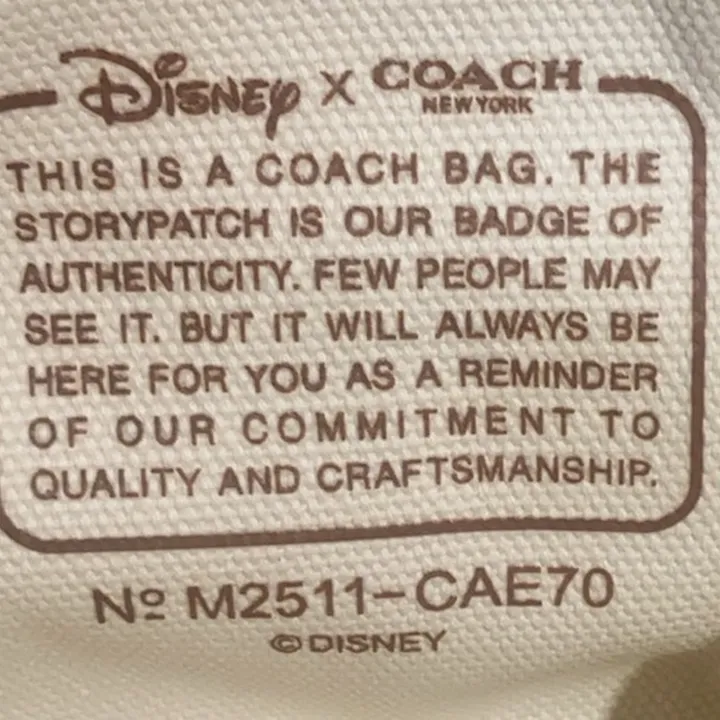 Disney X COACH
NEW YORK
THIS IS A COACH BAG. THE
STORYPATCH IS OUR BADGE OF
AUTHENTICITY. FEW PEOPLE MAY
SEE IT. BUT IT WILL ALWAYS BE
HERE FOR YOU AS A REMINDER
OF OUR COMMITMENT TO
QUALITY AND CRAFTSMANSHIP.
Nº M2511-CAE70
©DISNEY